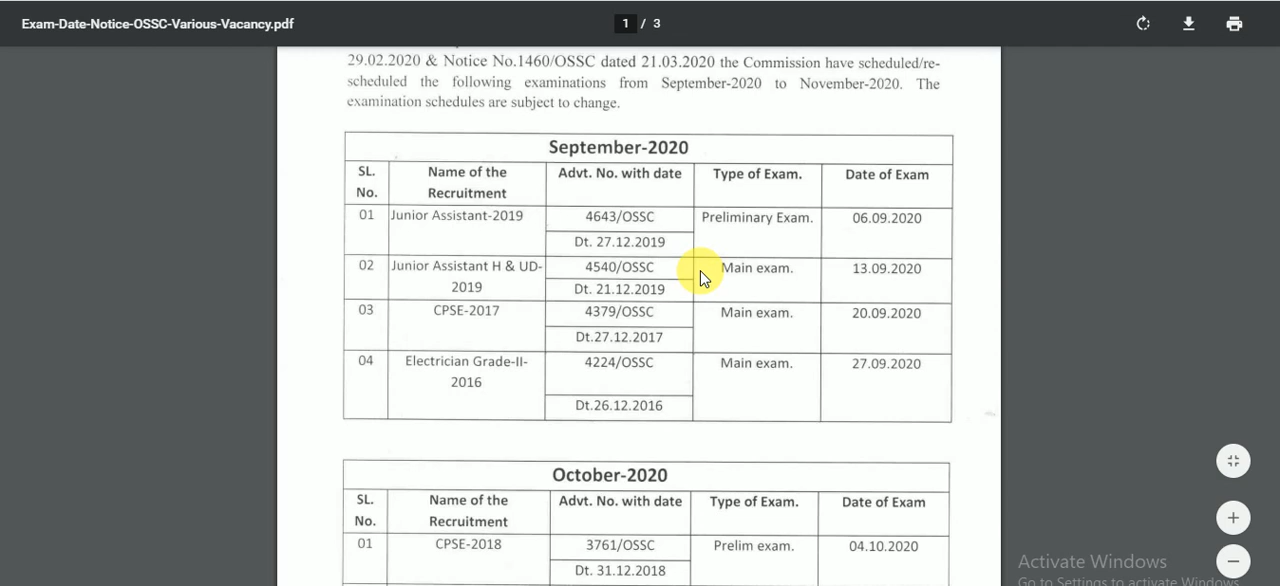 Exam-Date-Notice-OSSC-Various-Vacancy.pdf
1 / 3
29.02.2020 & Notice No.1460/OSSC dated 21.03.2020 the Commission have scheduled/re-
scheduled the following examinations from September-2020 to November-2020. The
examination schedules are subject to change.
September-2020
SL. No. Name of the Recruitment Advt. No. with date Type of Exam. Date of Exam
01 Junior Assistant-2019 4643/OSSC Preliminary Exam. 06.09.2020
Dt. 27.12.2019
02 Junior Assistant H & UD- 4540/OSSC Main exam. 13.09.2020
2019 Dt. 21.12.2019
03 CPSE-2017 4379/OSSC Main exam. 20.09.2020
Dt.27.12.2017
04 Electrician Grade-II- 4224/OSSC Main exam. 27.09.2020
2016
Dt.26.12.2016
October-2020
SL. No. Name of the Recruitment Advt. No. with date Type of Exam. Date of Exam
01 CPSE-2018 3761/OSSC Prelim exam. 04.10.2020
Dt. 31.12.2018
Activate Windows
Go to Settings to activate Windows.